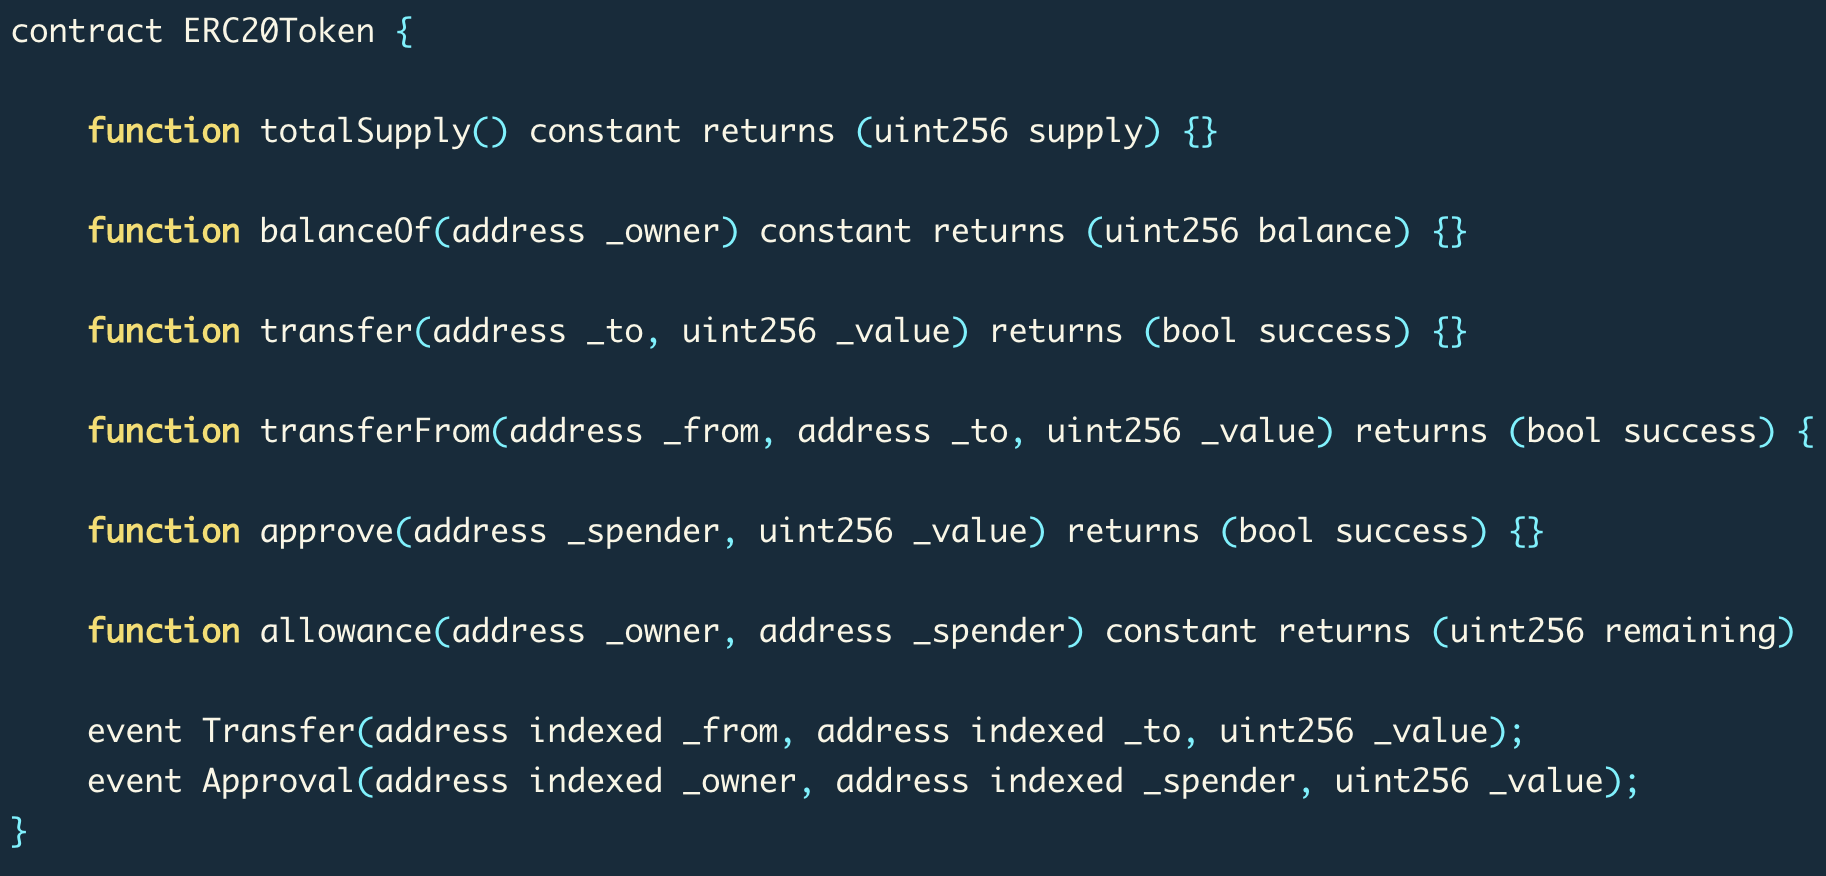 contract ERC20Token {
function totalSupply() constant returns (uint256 supply) {}
function balanceOf(address _owner) constant returns (uint256 balance) {}
function transfer(address _to, uint256 _value) returns (bool success) {}
function transferFrom(address _from, address _to, uint256 _value) returns (bool success) {
function approve(address _spender, uint256 _value) returns (bool success) {}
function allowance(address _owner, address _spender) constant returns (uint256 remaining)
event Transfer(address indexed _from, address indexed _to, uint256 _value);
event Approval(address indexed _owner, address indexed _spender, uint256 _value);
}